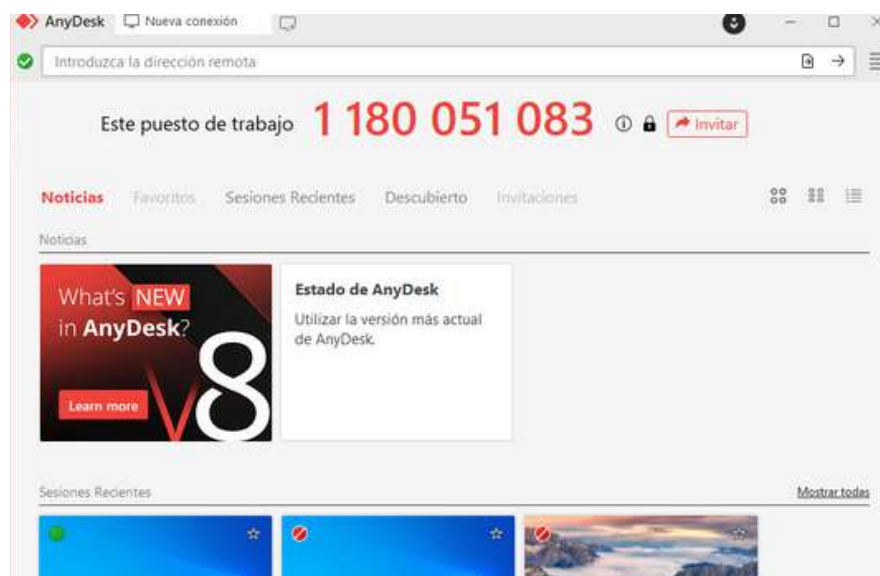 AnyDesk Nueva conexión
Introduzca la dirección remota
Este puesto de trabajo 1 180 051 083 Invitar
Noticias Favoritos Sesiones Recientes Descubierto Invitaciones
Noticias
What's NEW
in AnyDesk?
V8
Learn more
Estado de AnyDesk
Utilizar la versión más actual
de AnyDesk.
Sesiones Recientes Mostrar todas